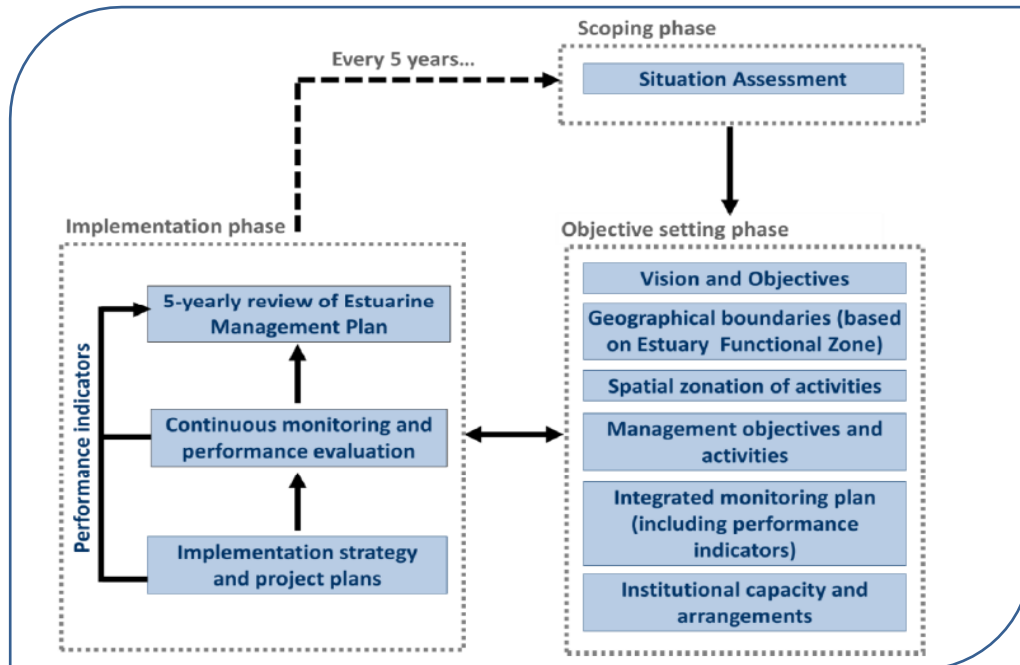 Scoping phase
Every 5 years...
Situation Assessment
Implementation phase
Objective setting phase
5-yearly review of Estuarine
Management Plan
Continuous monitoring and
performance evaluation
Implementation strategy
and project plans
Performance indicators
Vision and Objectives
Geographical boundaries (based
on Estuary Functional Zone)
Spatial zonation of activities
Management objectives and
activities
Integrated monitoring plan
(including performance
indicators)
Institutional capacity and
arrangements